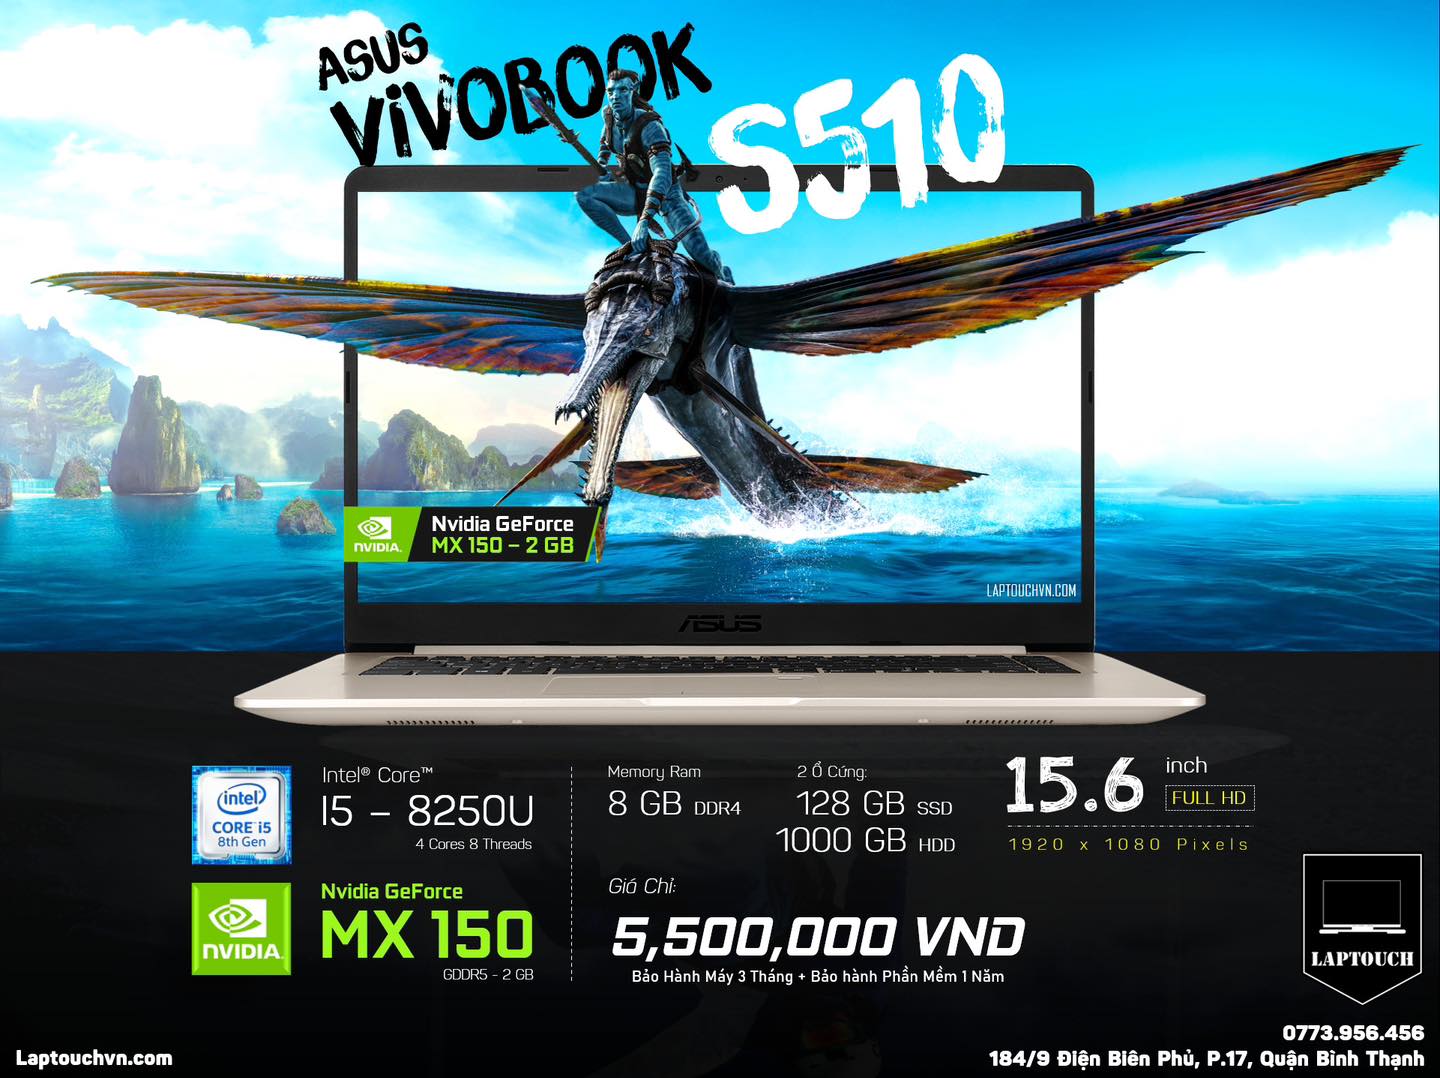 ASUS
ViVOBOOK
S510
NVIDIA.
Nvidia GeForce
MX 150 – 2 GB
LAPTOUCHVN.COM
ASUS
intel)
CORE i5
8th Gen
Intel® Core™
I5 – 8250U
4 Cores 8 Threads
NVIDIA.
Nvidia GeForce
MX 150
GDDR5 - 2 GB
Memory Ram
8 GB DDR4
2 Ổ Cứng:
128 GB SSD
1000 GB HDD
15.6 inch
FULL HD
1920 x 1080 Pixels
Giá Chỉ:
5,500,000 VND
Bảo Hành Máy 3 Tháng + Bảo hành Phần Mềm 1 Năm
LAPTOUCH
0773.956.456
Laptouchvn.com
184/9 Điện Biên Phủ, P.17, Quận Bình Thạnh